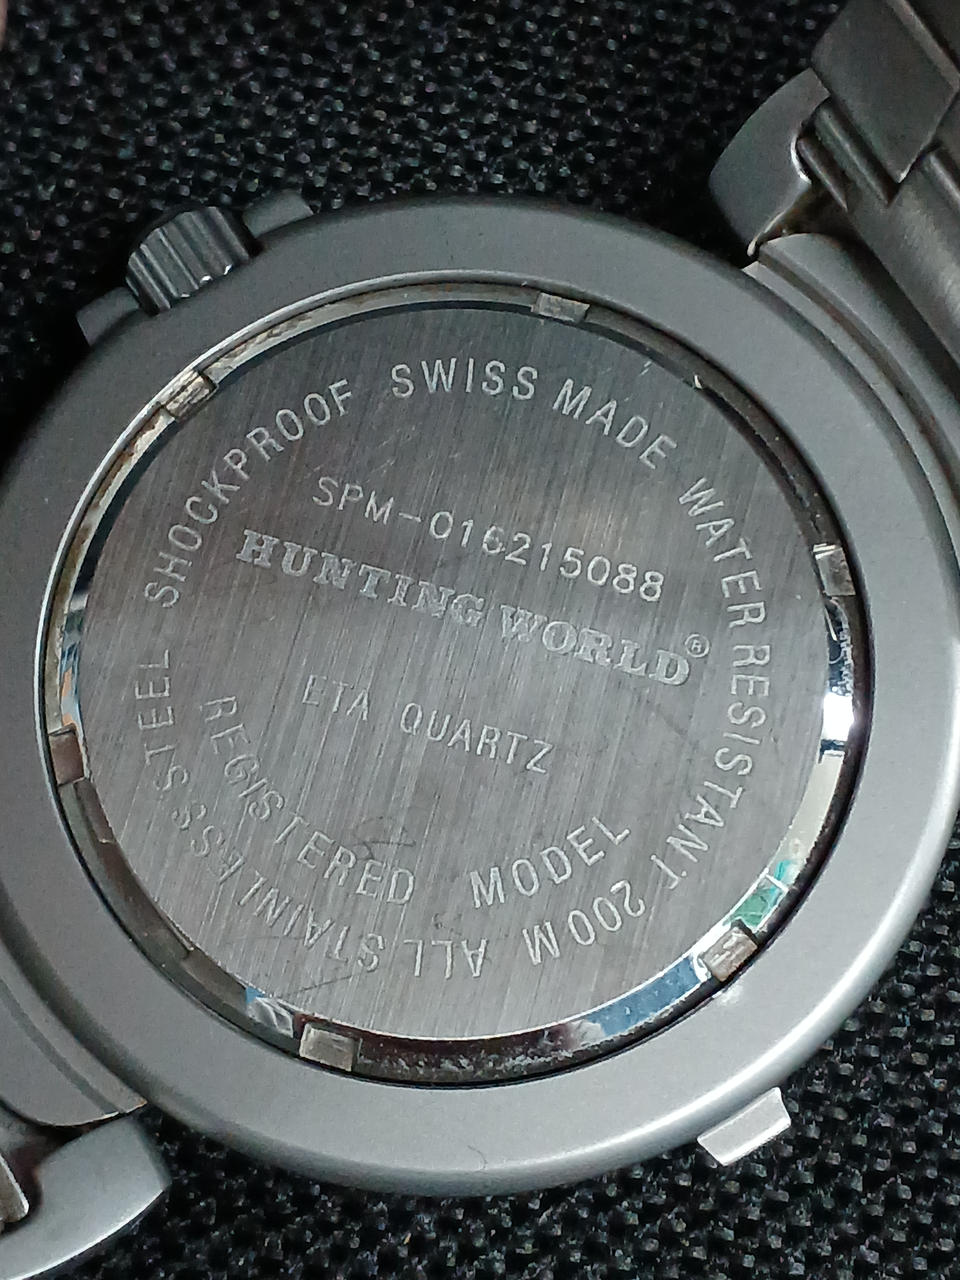 SHOCKPROOF SWISS MADE WATER RESISTANT 200M ALL STAINLESS STEEL
SPM-016215088
HUNTING WORLD®
ETA QUARTZ
REGISTERED MODEL